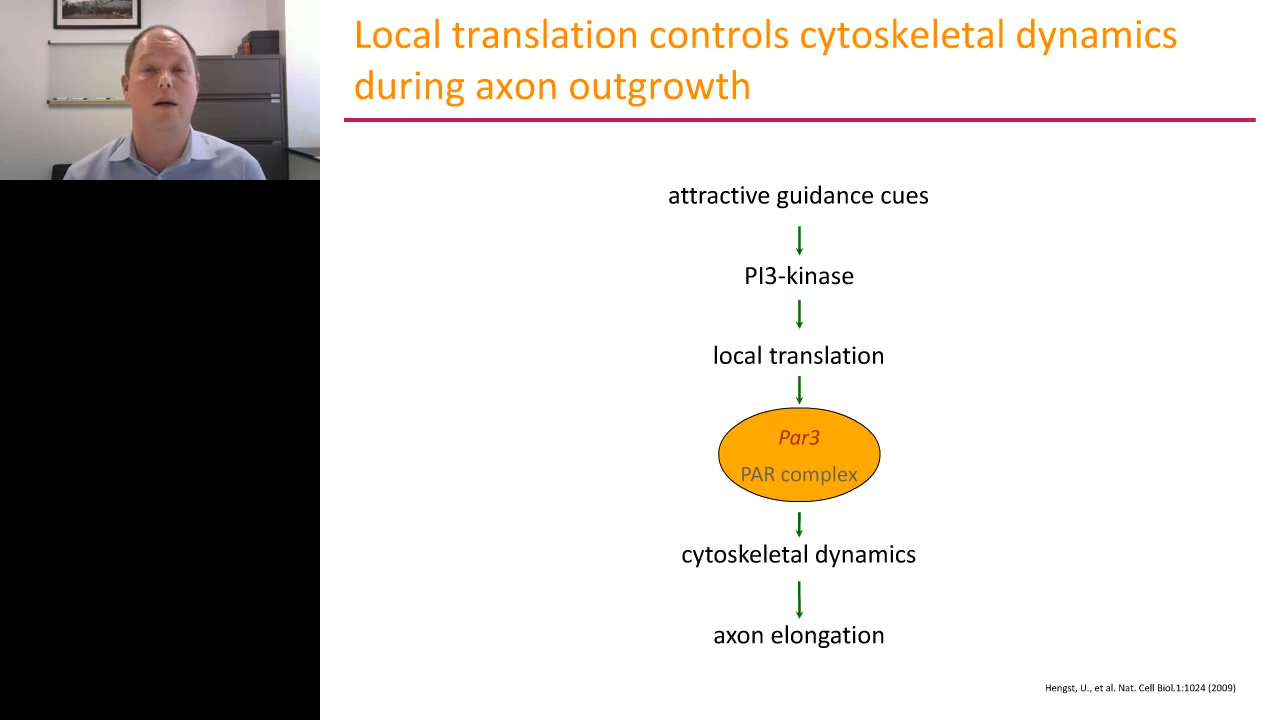 Local translation controls cytoskeletal dynamics
during axon outgrowth
attractive guidance cues
PI3-kinase
local translation
Par3
PAR complex
cytoskeletal dynamics
axon elongation
Hengst, U., et al. Nat. Cell Biol.1:1024 (2009)